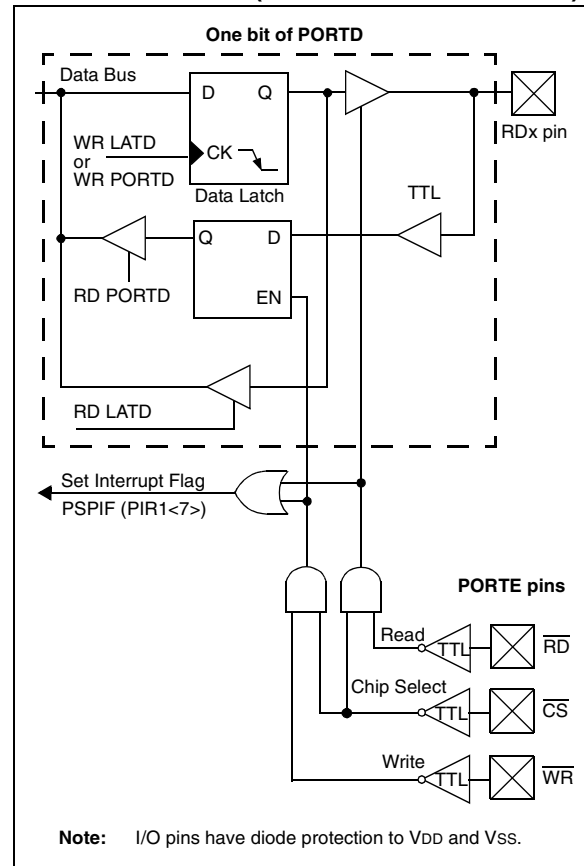 One bit of PORTD
Data Bus
D Q
RDx pin
WR LATD
or
WR PORTD
CK
Data Latch
TTL
Q D
RD PORTD
EN
RD LATD
Set Interrupt Flag
PSPIF (PIR1<7>)
PORTE pins
Read
TTL
RD
Chip Select
TTL
CS
Write
TTL
WR
Note: I/O pins have diode protection to VDD and VSS.